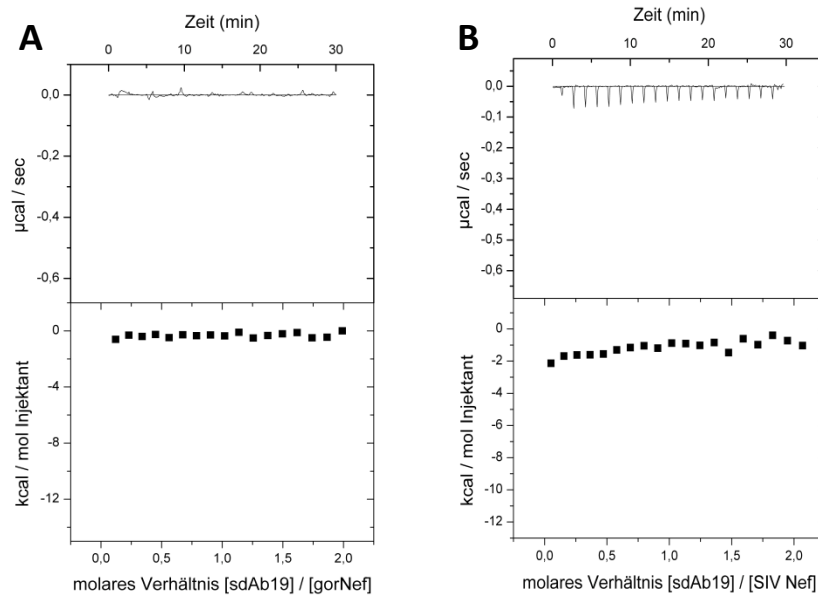 A
Zeit (min)
0 10 20 30
0,0
-0,2
-0,4
-0,6
µcal / sec
0
-4
-8
-12
kcal / mol Injektant
0,0 0,5 1,0 1,5 2,0
molares Verhältnis [sdAb19] / [gorNef]
B
Zeit (min)
0 10 20 30
0,0
-0,1
-0,2
-0,3
-0,4
-0,5
-0,6
µcal / sec
0
-2
-4
-6
-8
-10
-12
kcal / mol Injektant
0,0 0,5 1,0 1,5 2,0
molares Verhältnis [sdAb19] / [SIV Nef]